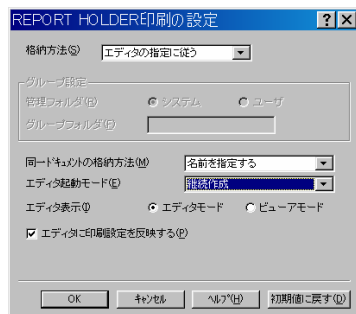 REPORT HOLDER印刷の設定
格納方法(S) エディタの指定に従う
グループ設定
管理フォルダ(R) システム ユーザ
グループフォルダ(F)
同一ドキュメントの格納方法(M) 名前を指定する
エディタ起動モード(E) 継続作成
エディタ表示(I) エディタモード ビューアモード
エディタに印刷設定を反映する(P)
OK キャンセル ヘルプ(H) 初期値に戻す(D)